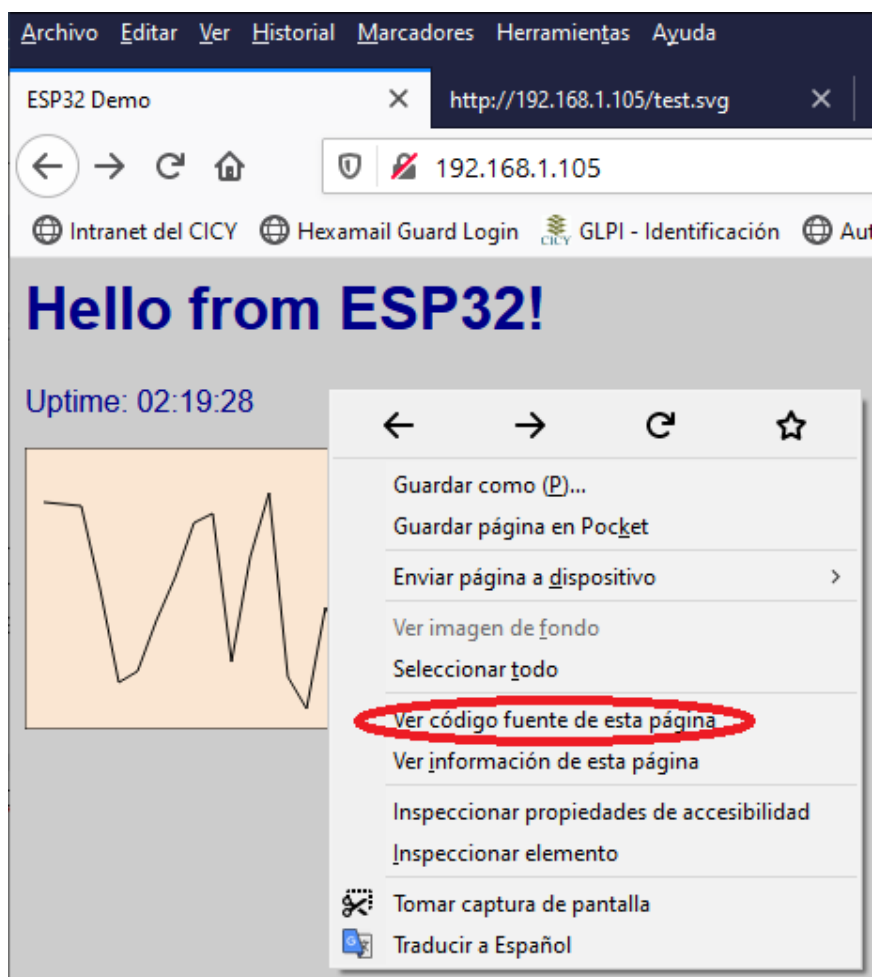 Archivo Editar Ver Historial Marcadores Herramientas Ayuda
ESP32 Demo http://192.168.1.105/test.svg
192.168.1.105
Intranet del CICY Hexamail Guard Login CICY GLPI - Identificación Aut
Hello from ESP32!
Uptime: 02:19:28
Guardar como (P)...
Guardar página en Pocket
Enviar página a dispositivo
Ver imagen de fondo
Seleccionar todo
Ver código fuente de esta página
Ver información de esta página
Inspeccionar propiedades de accesibilidad
Inspeccionar elemento
Tomar captura de pantalla
Traducir a Español